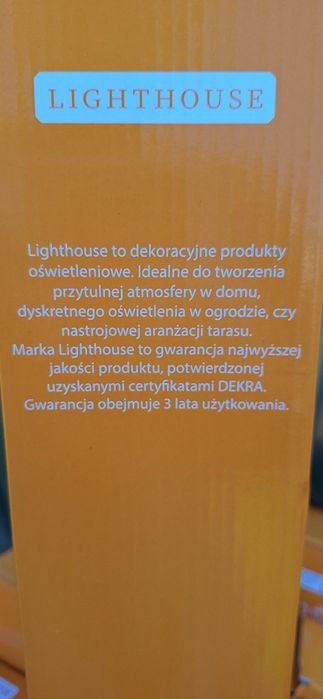 LIGHTHOUSE
Lighthouse to dekoracyjne produkty
oświetleniowe. Idealne do tworzenia
przytulnej atmosfery w domu,
dyskretnego oświetlenia w ogrodzie, czy
nastrojowej aranżacji tarasu.
Marka Lighthouse to gwarancja najwyższej
jakości produktu, potwierdzonej
uzyskanymi certyfikatami DEKRA.
Gwarancja obejmuje 3 lata użytkowania.